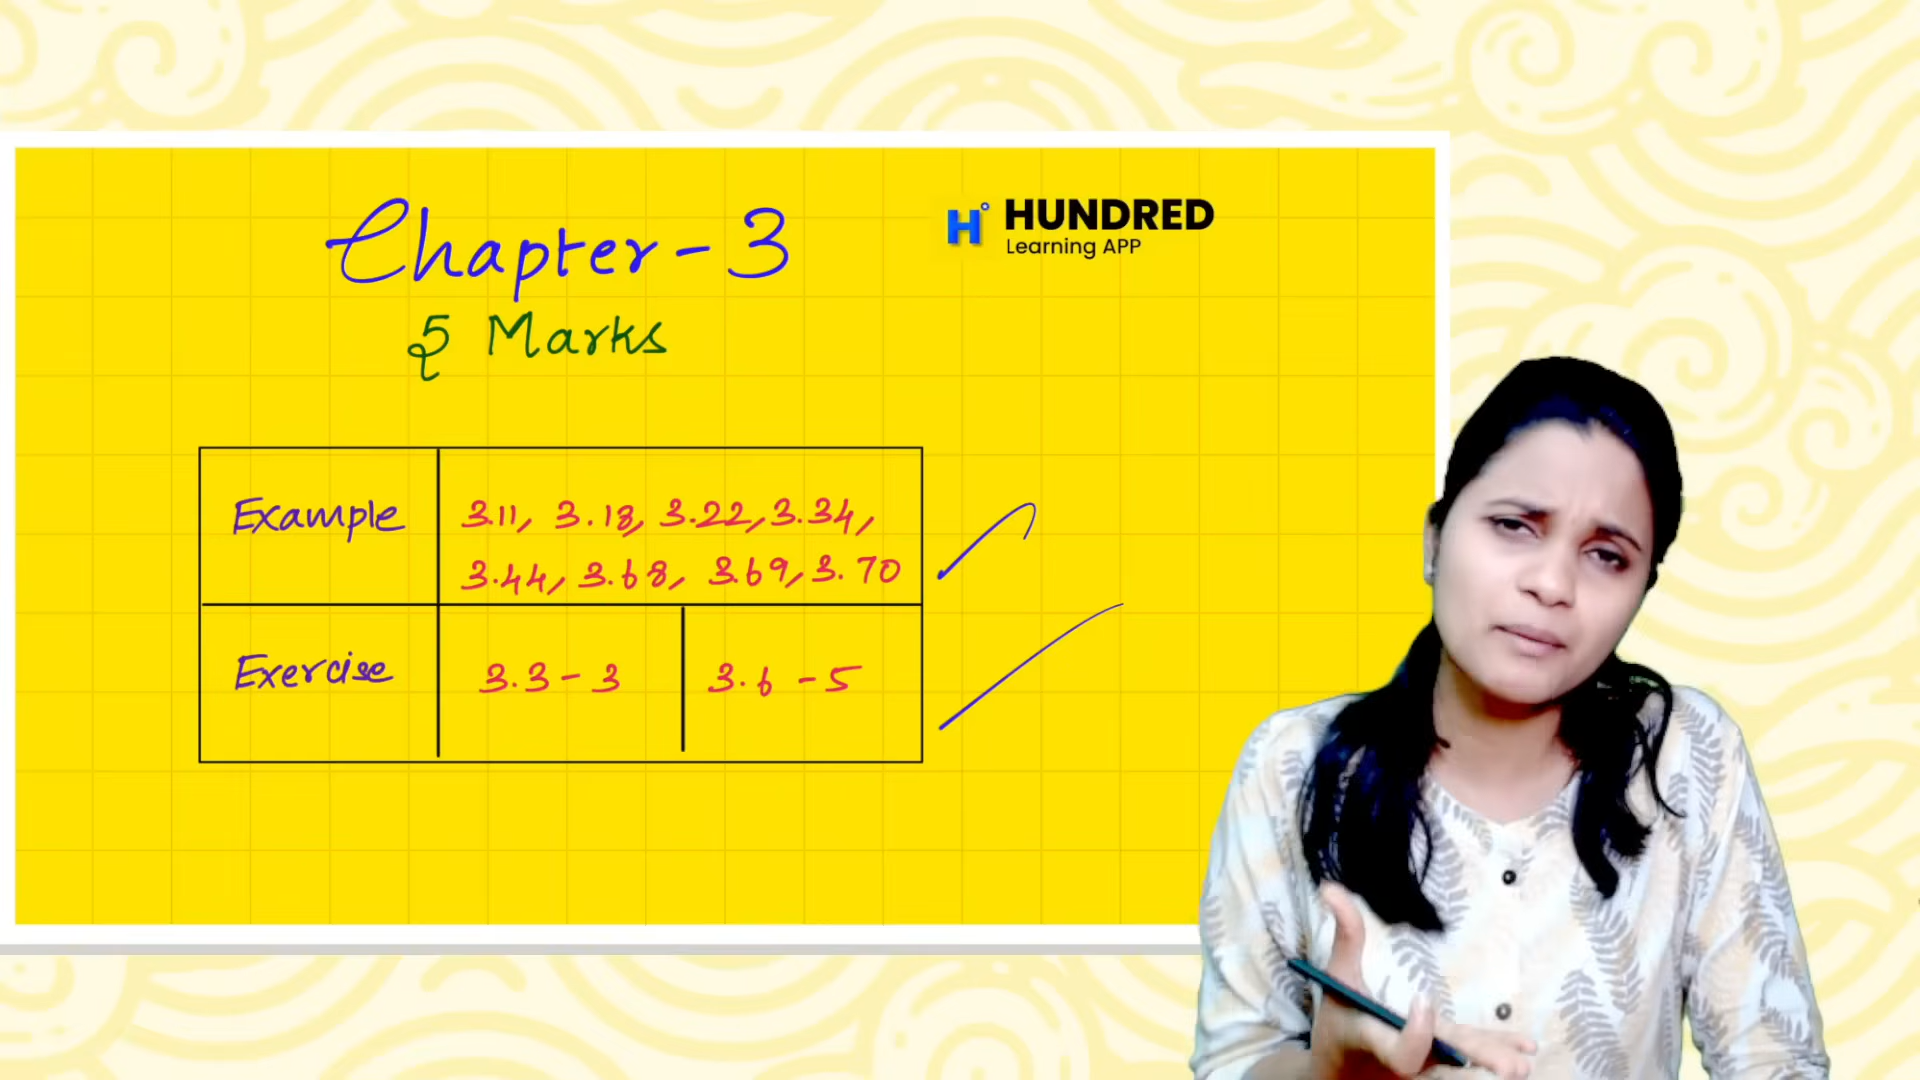 Chapter - 3
5 Marks
H HUNDRED
Learning APP
Example
3.11, 3.18, 3.22, 3.34,
3.44, 3.68, 3.69, 3.70
Exercise
3.3 - 3
3.6 - 5